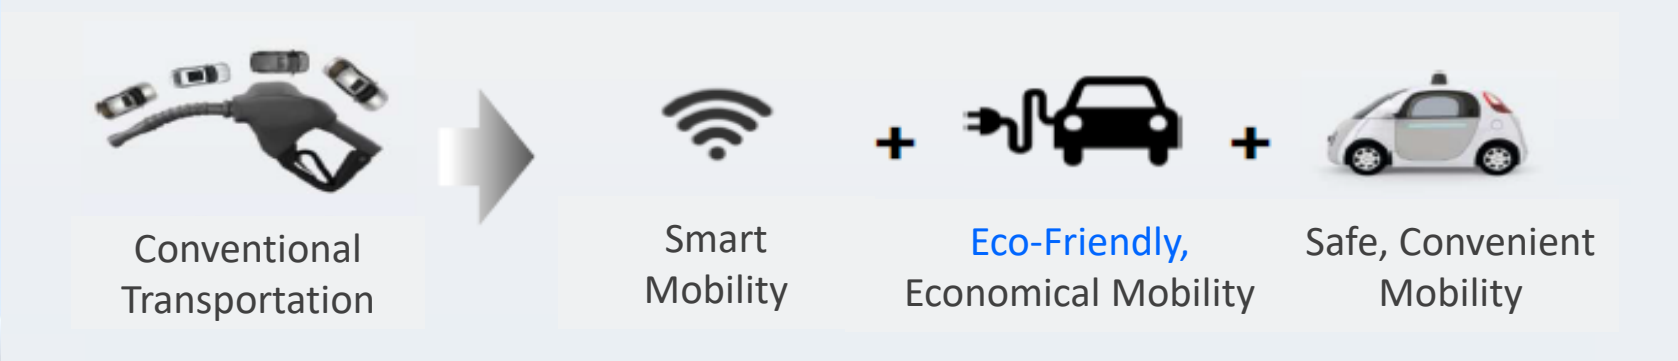 Conventional
Transportation
Smart
Mobility
+
Eco-Friendly,
Economical Mobility
+
Safe, Convenient
Mobility